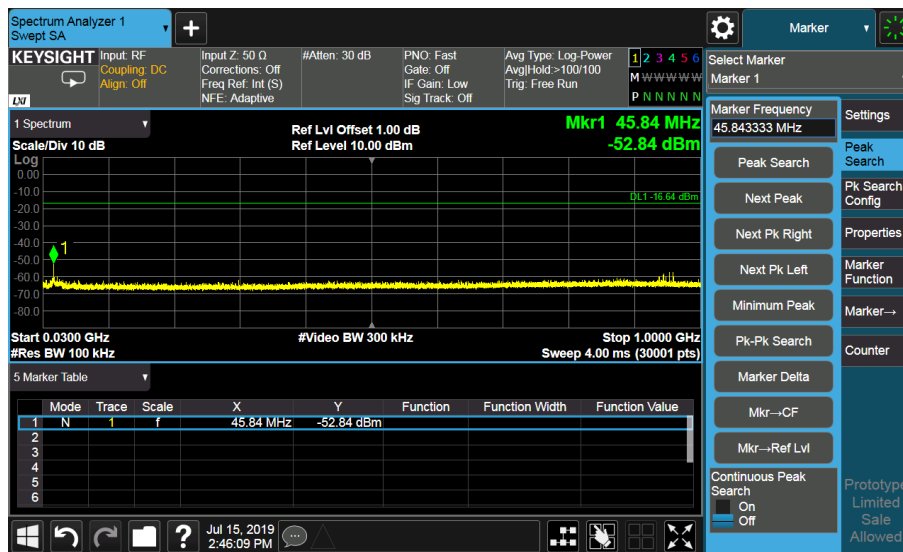 Spectrum Analyzer 1
Swept SA
Marker
KEYSIGHT
LXI
Input: RF
Coupling: DC
Align: Off
Input Z: 50 Ω
Corrections: Off
Freq Ref: Int (S)
NFE: Adaptive
#Atten: 30 dB
PNO: Fast
Gate: Off
IF Gain: Low
Sig Track: Off
Avg Type: Log-Power
Avg|Hold:>100/100
Trig: Free Run
1 2 3 4 5 6
M W W W W W
P N N N N N
Select Marker
Marker 1
1 Spectrum
Scale/Div 10 dB
Ref Lvl Offset 1.00 dB
Ref Level 10.00 dBm
Mkr1 45.84 MHz
-52.84 dBm
Log
0.00
-10.0
-20.0
-30.0
-40.0
-50.0
-60.0
-70.0
-80.0
DL1 -16.64 dBm
1
Start 0.0300 GHz
#Res BW 100 kHz
#Video BW 300 kHz
Stop 1.0000 GHz
Sweep 4.00 ms (30001 pts)
5 Marker Table
Mode Trace Scale X Y Function Function Width Function Value
1 N 1 f 45.84 MHz -52.84 dBm
2
3
4
5
6
Marker Frequency
45.843333 MHz
Peak Search
Next Peak
Next Pk Right
Next Pk Left
Minimum Peak
Pk-Pk Search
Marker Delta
Mkr→CF
Mkr→Ref Lvl
Continuous Peak
Search
On
Off
Settings
Peak
Search
Pk Search
Config
Properties
Marker
Function
Marker→
Counter
Prototype
Limited
Sale
Allowed
?
Jul 15, 2019
2:46:09 PM